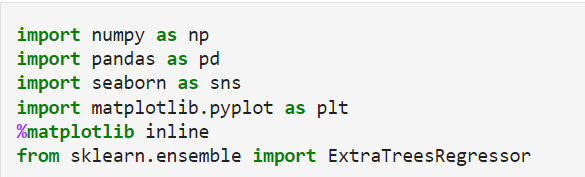 import numpy as np
import pandas as pd
import seaborn as sns
import matplotlib.pyplot as plt
%matplotlib inline
from sklearn.ensemble import ExtraTreesRegressor